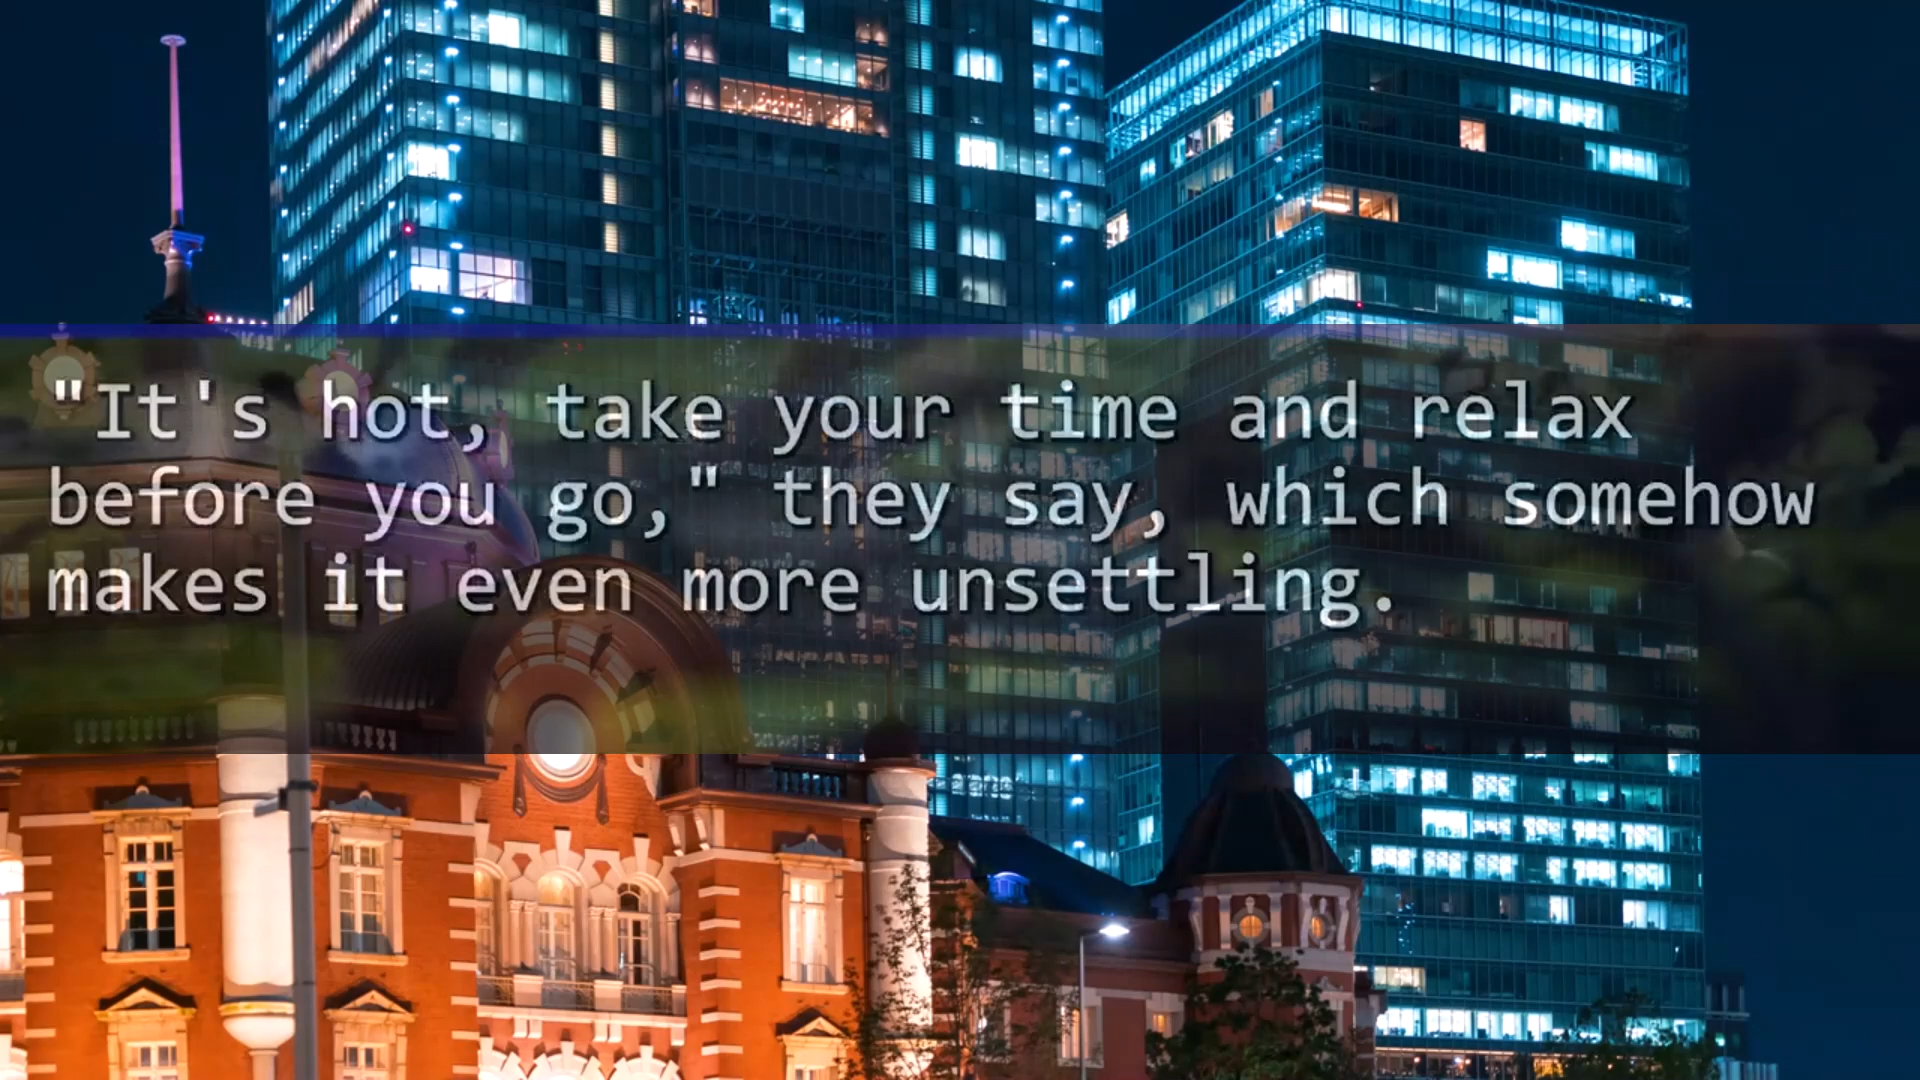 "It's hot, take your time and relax
before you go," they say, which somehow
makes it even more unsettling.